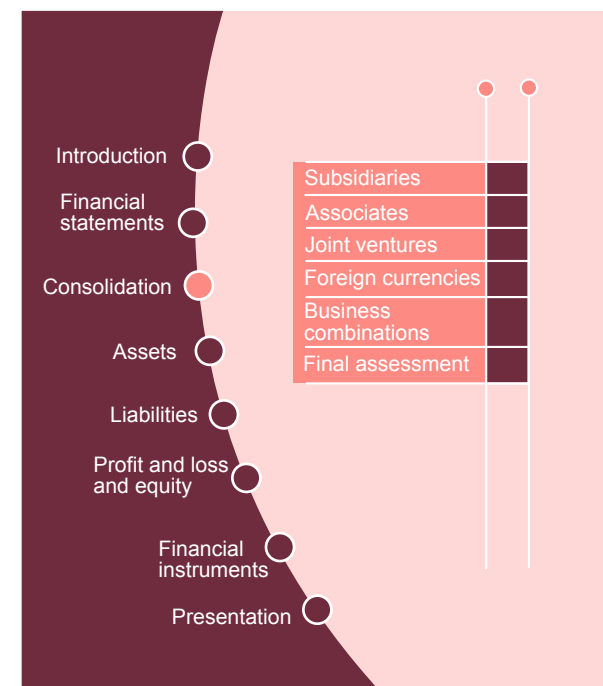 Introduction
Financial
statements
Consolidation
Assets
Liabilities
Profit and loss
and equity
Financial
instruments
Presentation
Subsidiaries
Associates
Joint ventures
Foreign currencies
Business
combinations
Final assessment